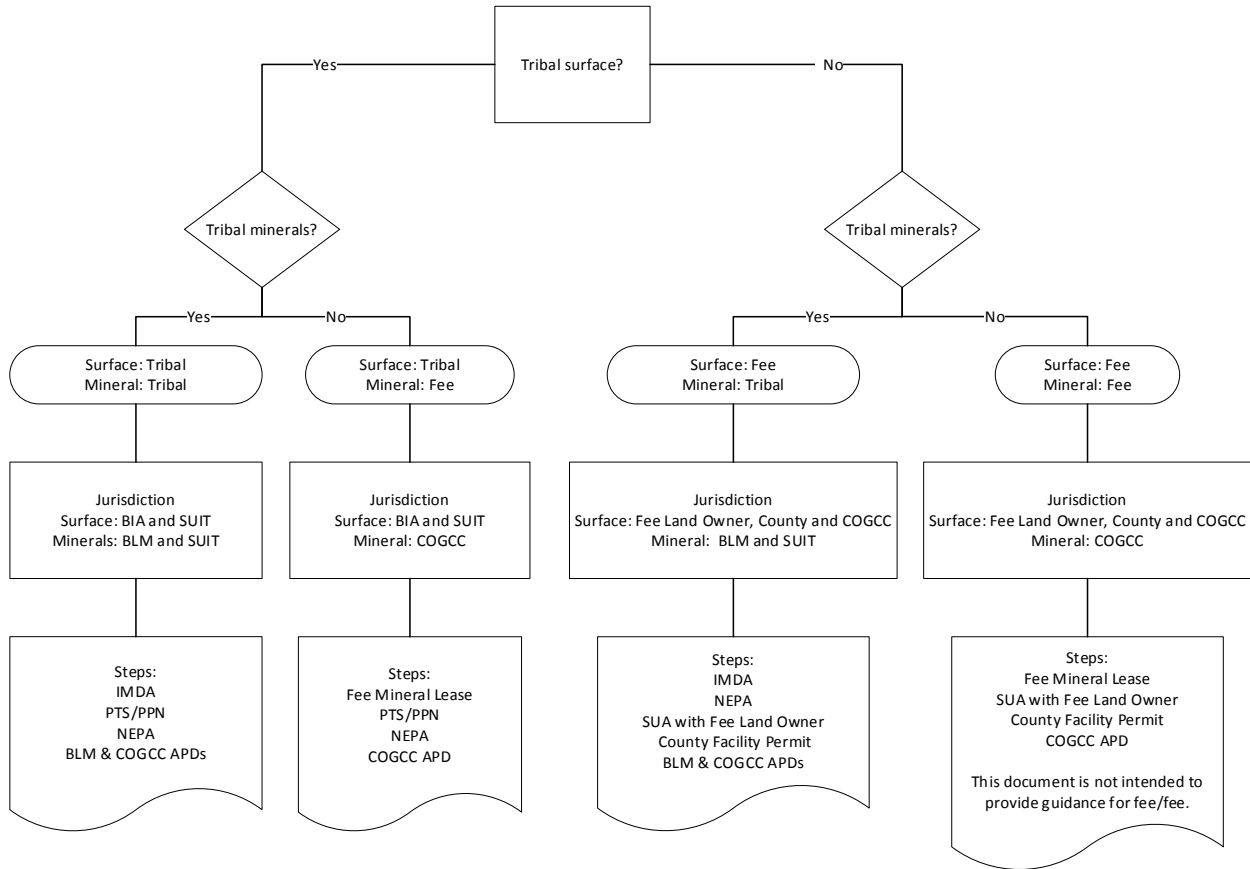 Tribal surface?
Yes
No
Tribal minerals?
Tribal minerals?
Yes
No
Yes
No
Surface: Tribal
Mineral: Tribal
Surface: Tribal
Mineral: Fee
Surface: Fee
Mineral: Tribal
Surface: Fee
Mineral: Fee
Jurisdiction
Surface: BIA and SUIT
Minerals: BLM and SUIT
Jurisdiction
Surface: BIA and SUIT
Mineral: COGCC
Jurisdiction
Surface: Fee Land Owner, County and COGCC
Mineral: BLM and SUIT
Jurisdiction
Surface: Fee Land Owner, County and COGCC
Mineral: COGCC
Steps:
IMDA
PTS/PPN
NEPA
BLM & COGCC APDs
Steps:
Fee Mineral Lease
PTS/PPN
NEPA
COGCC APD
Steps:
IMDA
NEPA
SUA with Fee Land Owner
County Facility Permit
BLM & COGCC APDs
Steps:
Fee Mineral Lease
SUA with Fee Land Owner
County Facility Permit
COGCC APD
This document is not intended to
provide guidance for fee/fee.